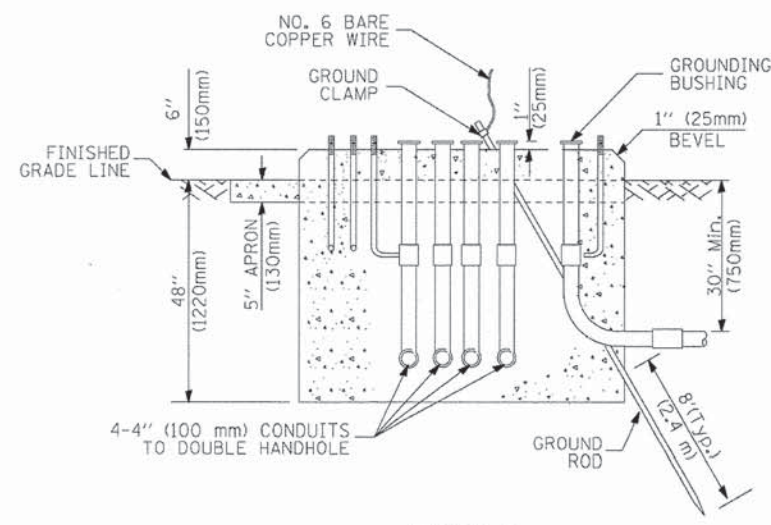 NO. 6 BARE
COPPER WIRE
GROUND
CLAMP
GROUNDING
BUSHING
1" (25mm)
BEVEL
6"
(150mm)
1"
(25mm)
FINISHED
GRADE LINE
48"
(1220mm)
5" APRON
(130mm)
30" Min.
(750mm)
4-4" (100 mm) CONDUITS
TO DOUBLE HANDHOLE
GROUND
ROD
8'(Typ.)
(2.4 m)